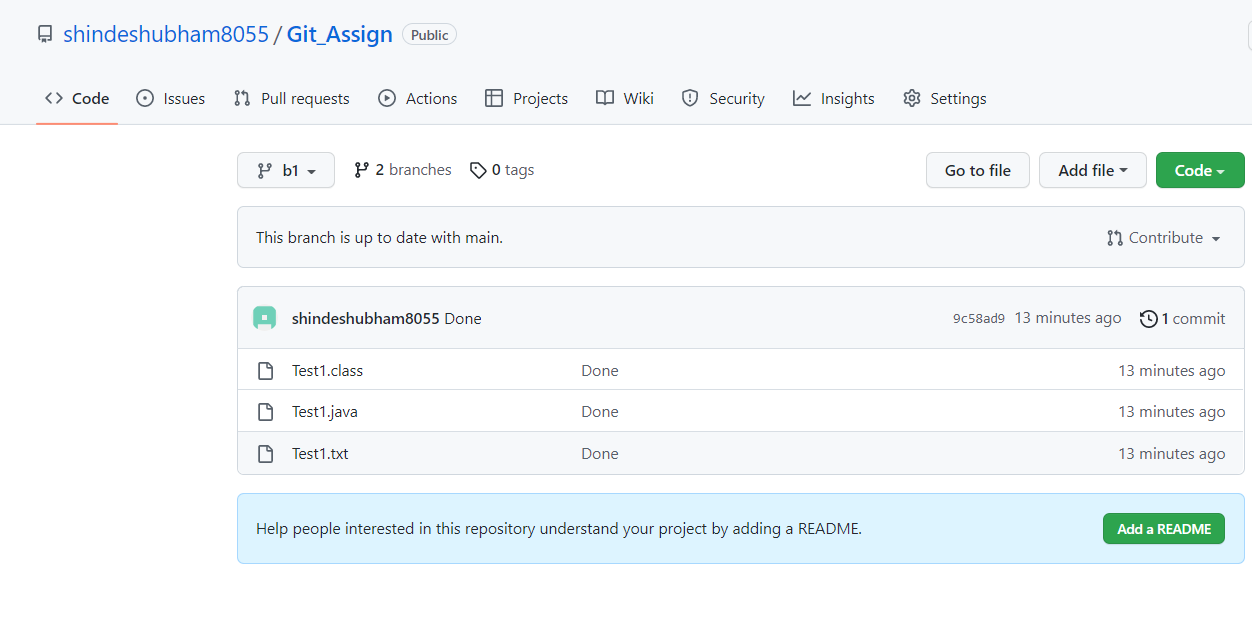 shindeshubham8055 / Git_Assign Public
Code Issues Pull requests Actions Projects Wiki Security Insights Settings
b1 2 branches 0 tags Go to file Add file Code
This branch is up to date with main. Contribute
shindeshubham8055 Done 9c58ad9 13 minutes ago 1 commit
Test1.class Done 13 minutes ago
Test1.java Done 13 minutes ago
Test1.txt Done 13 minutes ago
Help people interested in this repository understand your project by adding a README. Add a README